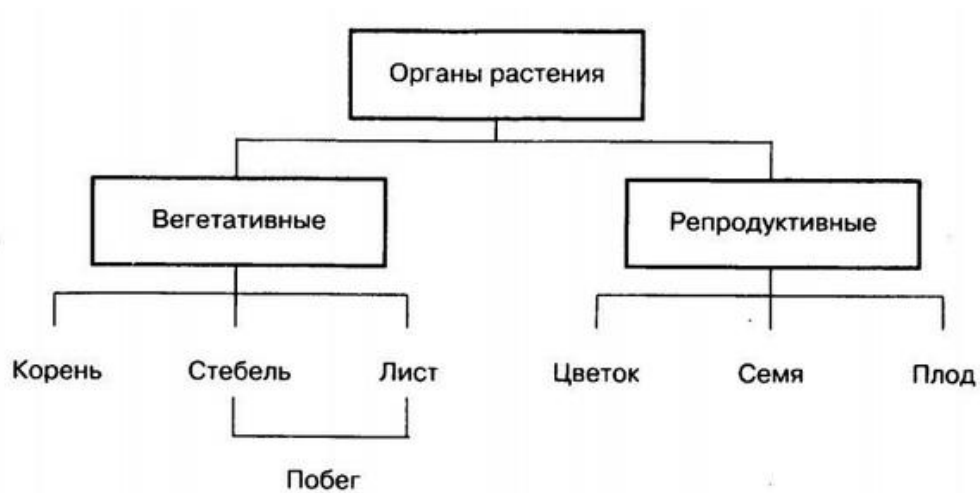 Органы растения
Вегетативные
Репродуктивные
Корень
Стебель
Лист
Цветок
Семя
Плод
Побег